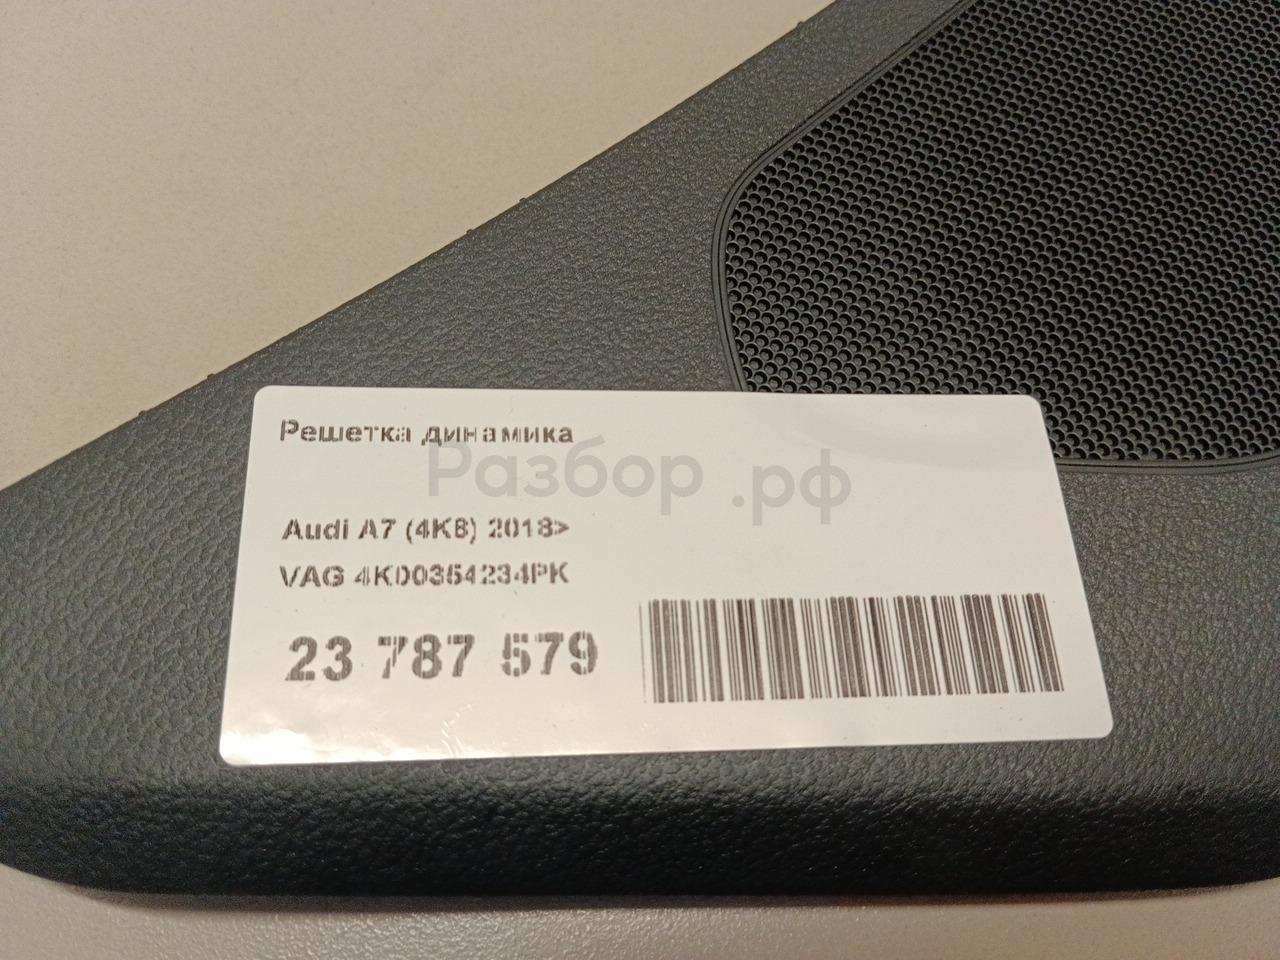 Решетка динамика
Разбор.рф
Audi A7 (4K8) 2018>
VAG 4K00354234PK
23 787 579